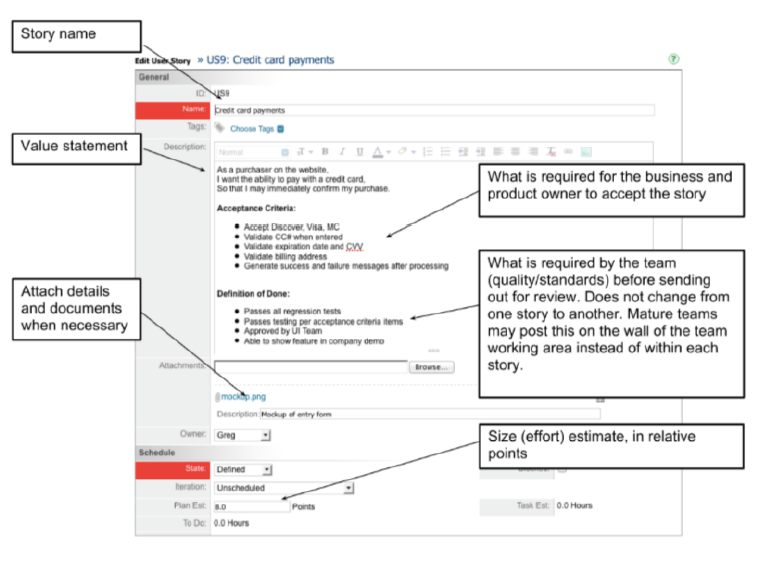 Story name
Edit User Story » US9: Credit card payments
General
ID: US9
Name: Credit card payments
Tags: Choose Tags
Value statement
Description: Normal
As a purchaser on the website,
I want the ability to pay with a credit card,
So that I may immediately confirm my purchase.
What is required for the business and
product owner to accept the story
Acceptance Criteria:
Accept Discover, Visa, MC
Validate CC# when entered
Validate expiration date and CVV
Validate billing address
Generate success and failure messages after processing
What is required by the team
(quality/standards) before sending
out for review. Does not change from
one story to another. Mature teams
may post this on the wall of the team
working area instead of within each
story.
Attach details
and documents
when necessary
Definition of Done:
Passes all regression tests
Passes testing per acceptance criteria items
Approved by UI Team
Able to show feature in company demo
Attachments: Browse...
mockup.png
Description: Mockup of entry form
Owner: Greg
Size (effort) estimate, in relative
points
Schedule
State: Defined
Iteration: Unscheduled
Plan Est: 8.0 Points Task Est: 0.0 Hours
To Do: 0.0 Hours